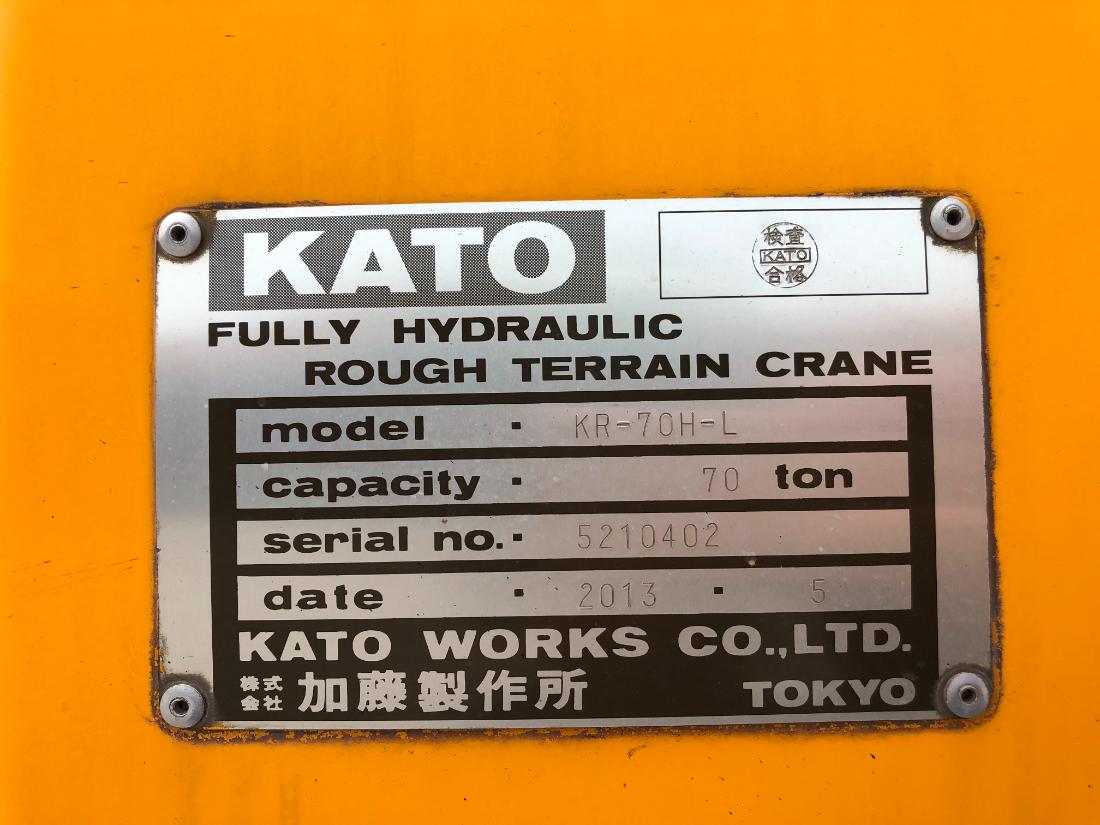 KATO
検査
KATO
合格
FULLY HYDRAULIC
ROUGH TERRAIN CRANE
model · KR-70H-L
capacity · 70 ton
serial no. · 5210402
date · 2013 · 5
KATO WORKS CO.,LTD.
株式会社 加藤製作所 TOKYO